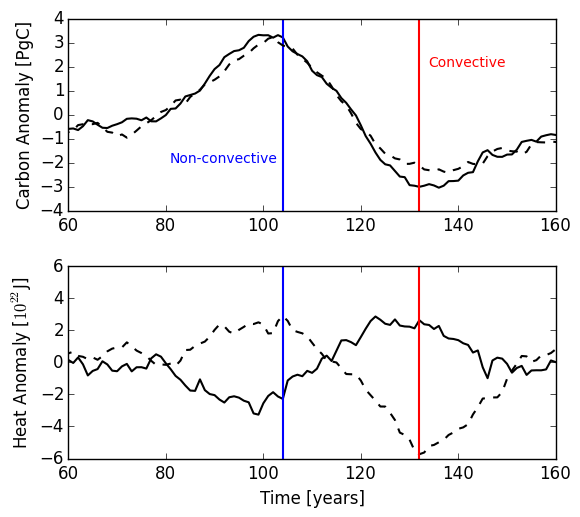 4
3
2
1
0
−1
−2
−3
−4
Carbon Anomaly [PgC]
Convective
Non-convective
60 80 100 120 140 160
6
4
2
0
−2
−4
−6
Heat Anomaly [10²²J]
60 80 100 120 140 160
Time [years]